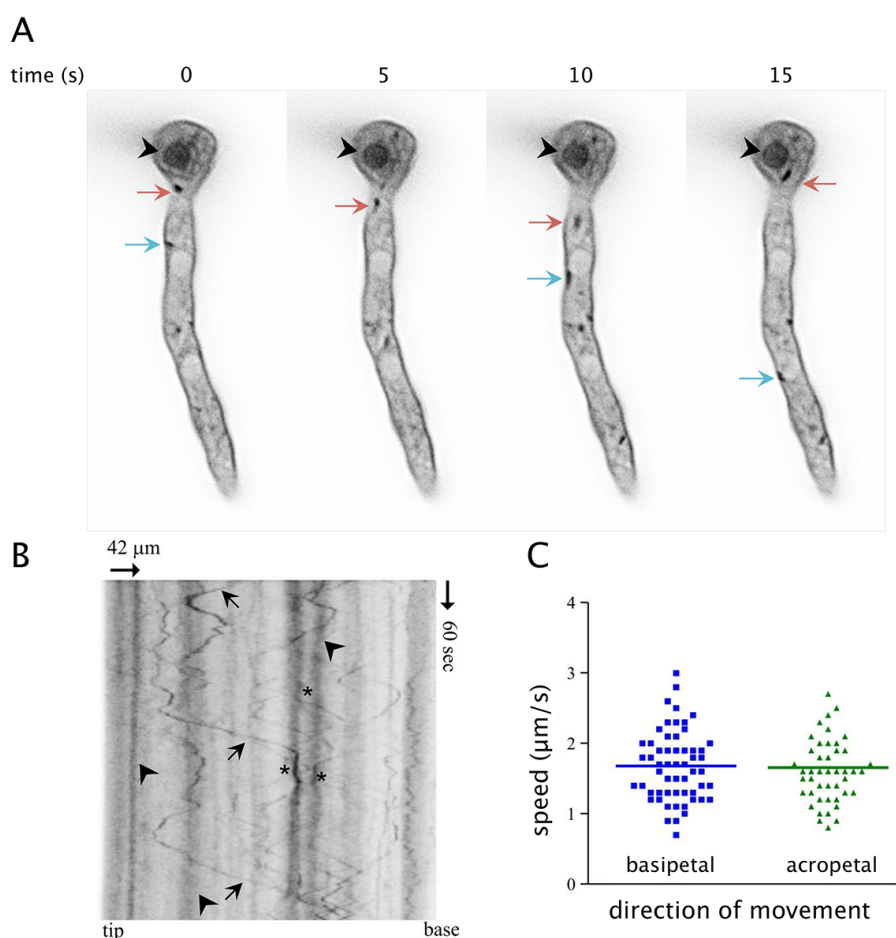 A
time (s) 0 5 10 15
B
42 μm
60 sec
* * *
tip base
C
speed (μm/s)
4
3
2
1
0
basipetal acropetal
direction of movement